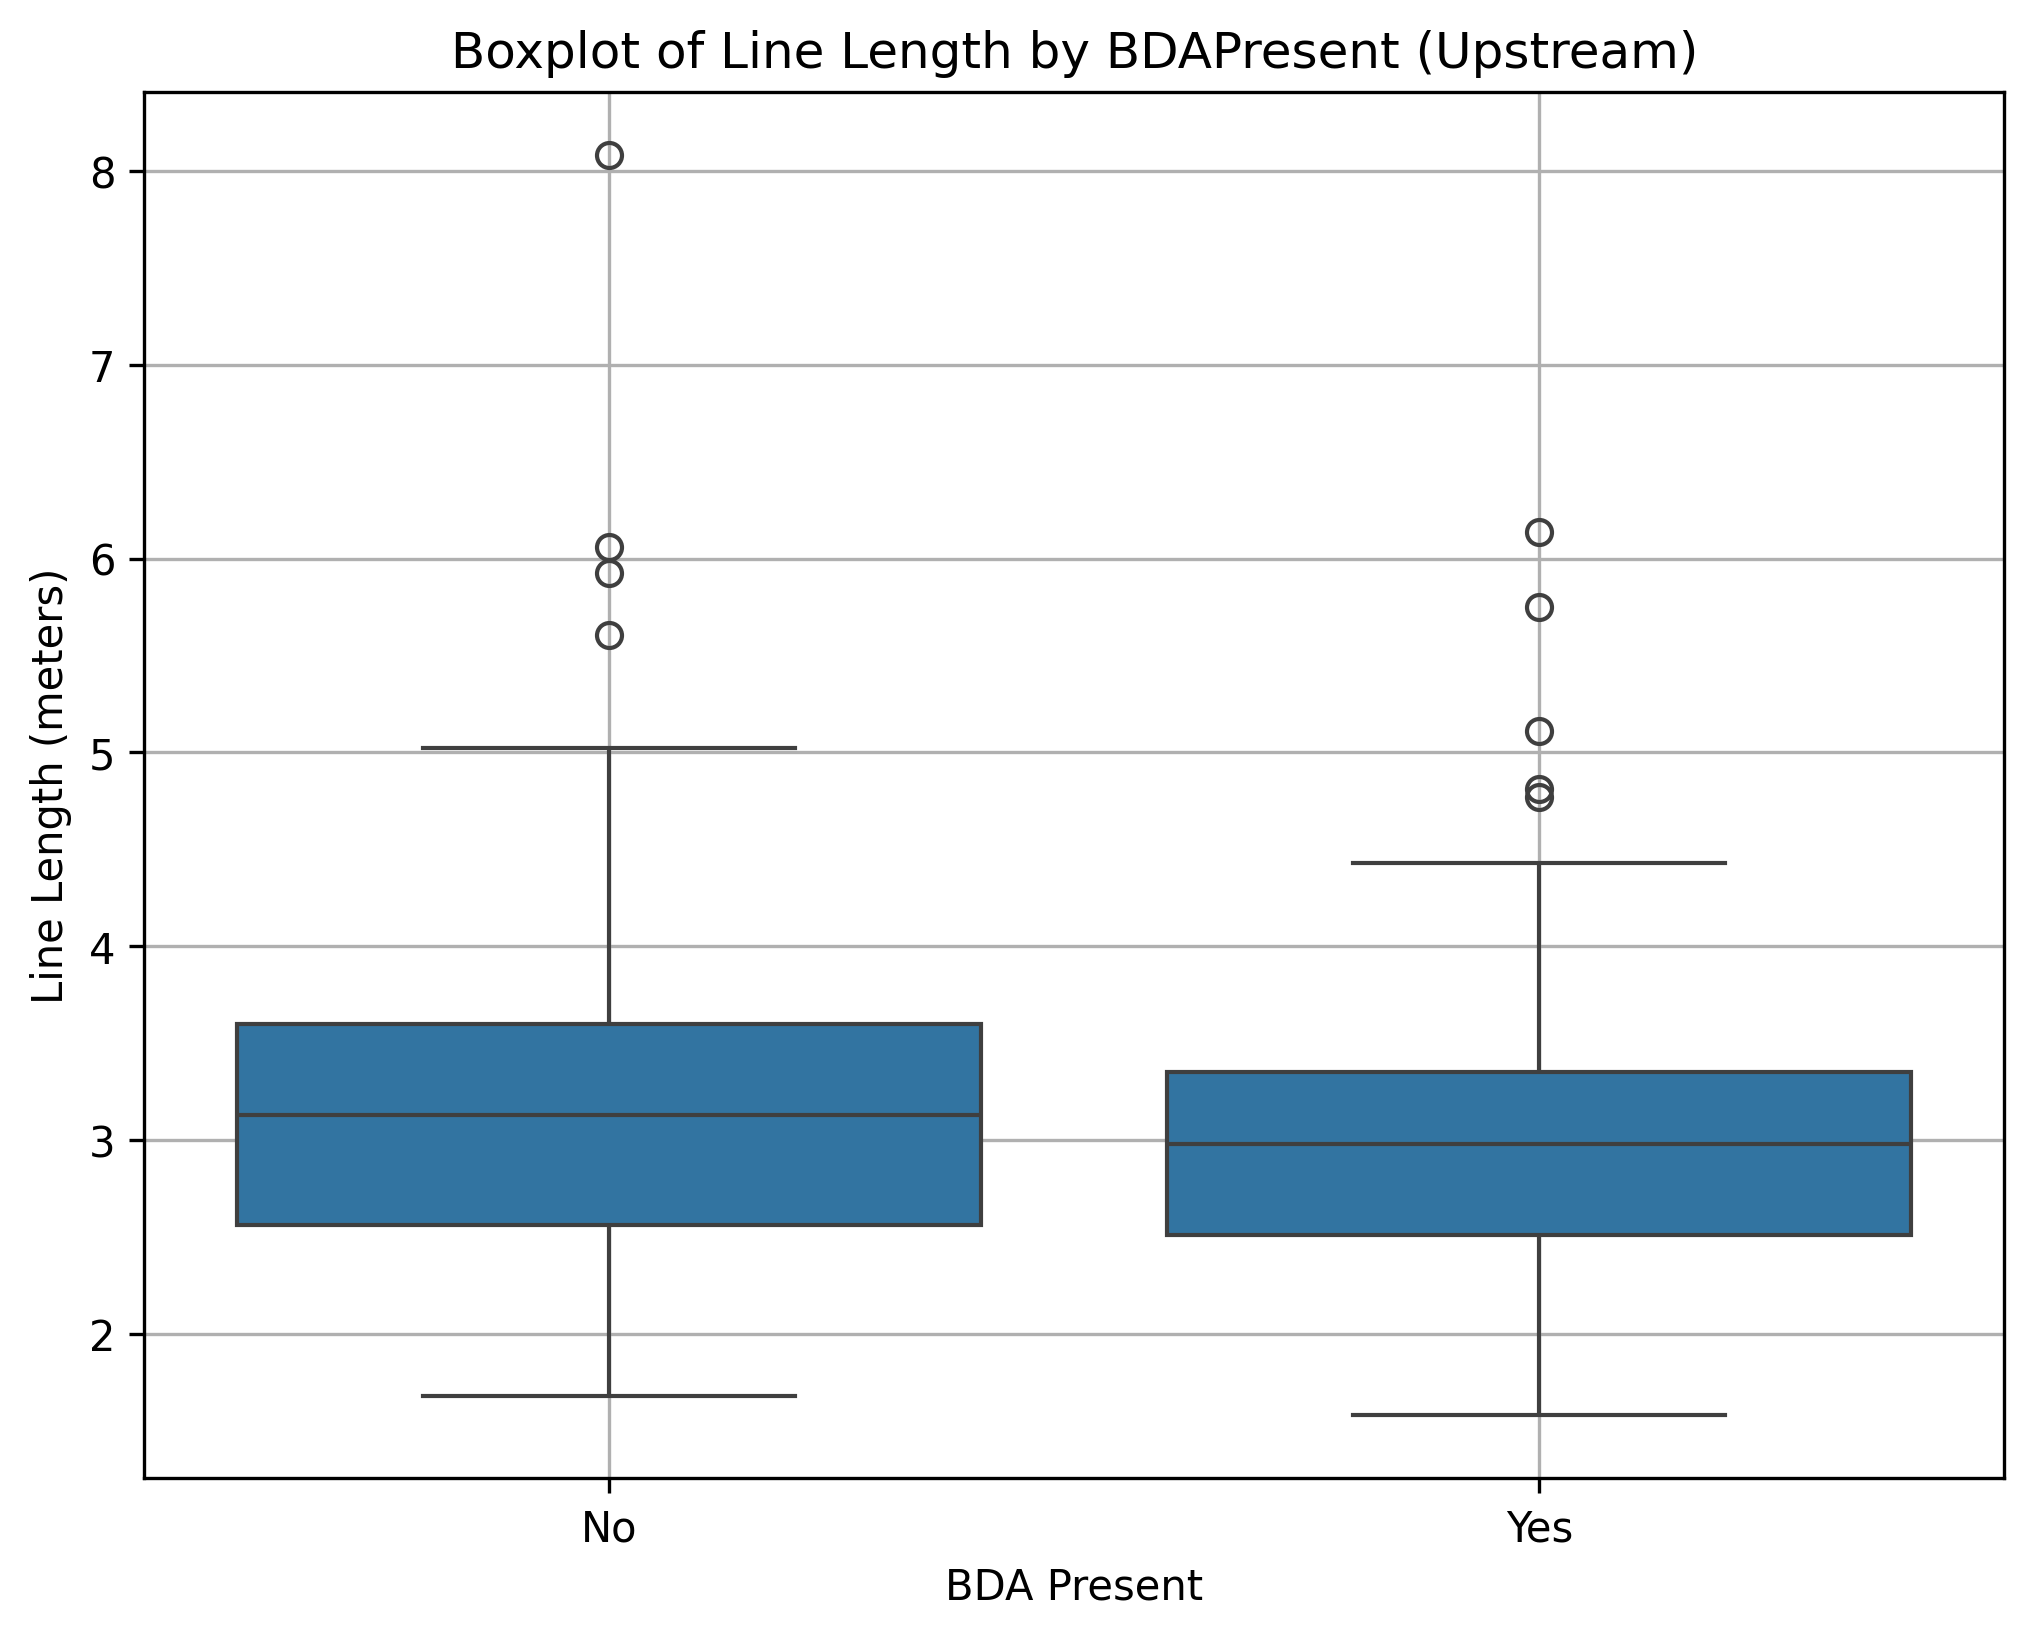 Boxplot of Line Length by BDAPresent (Upstream)
Line Length (meters)
8
7
6
5
4
3
2
No
Yes
BDA Present